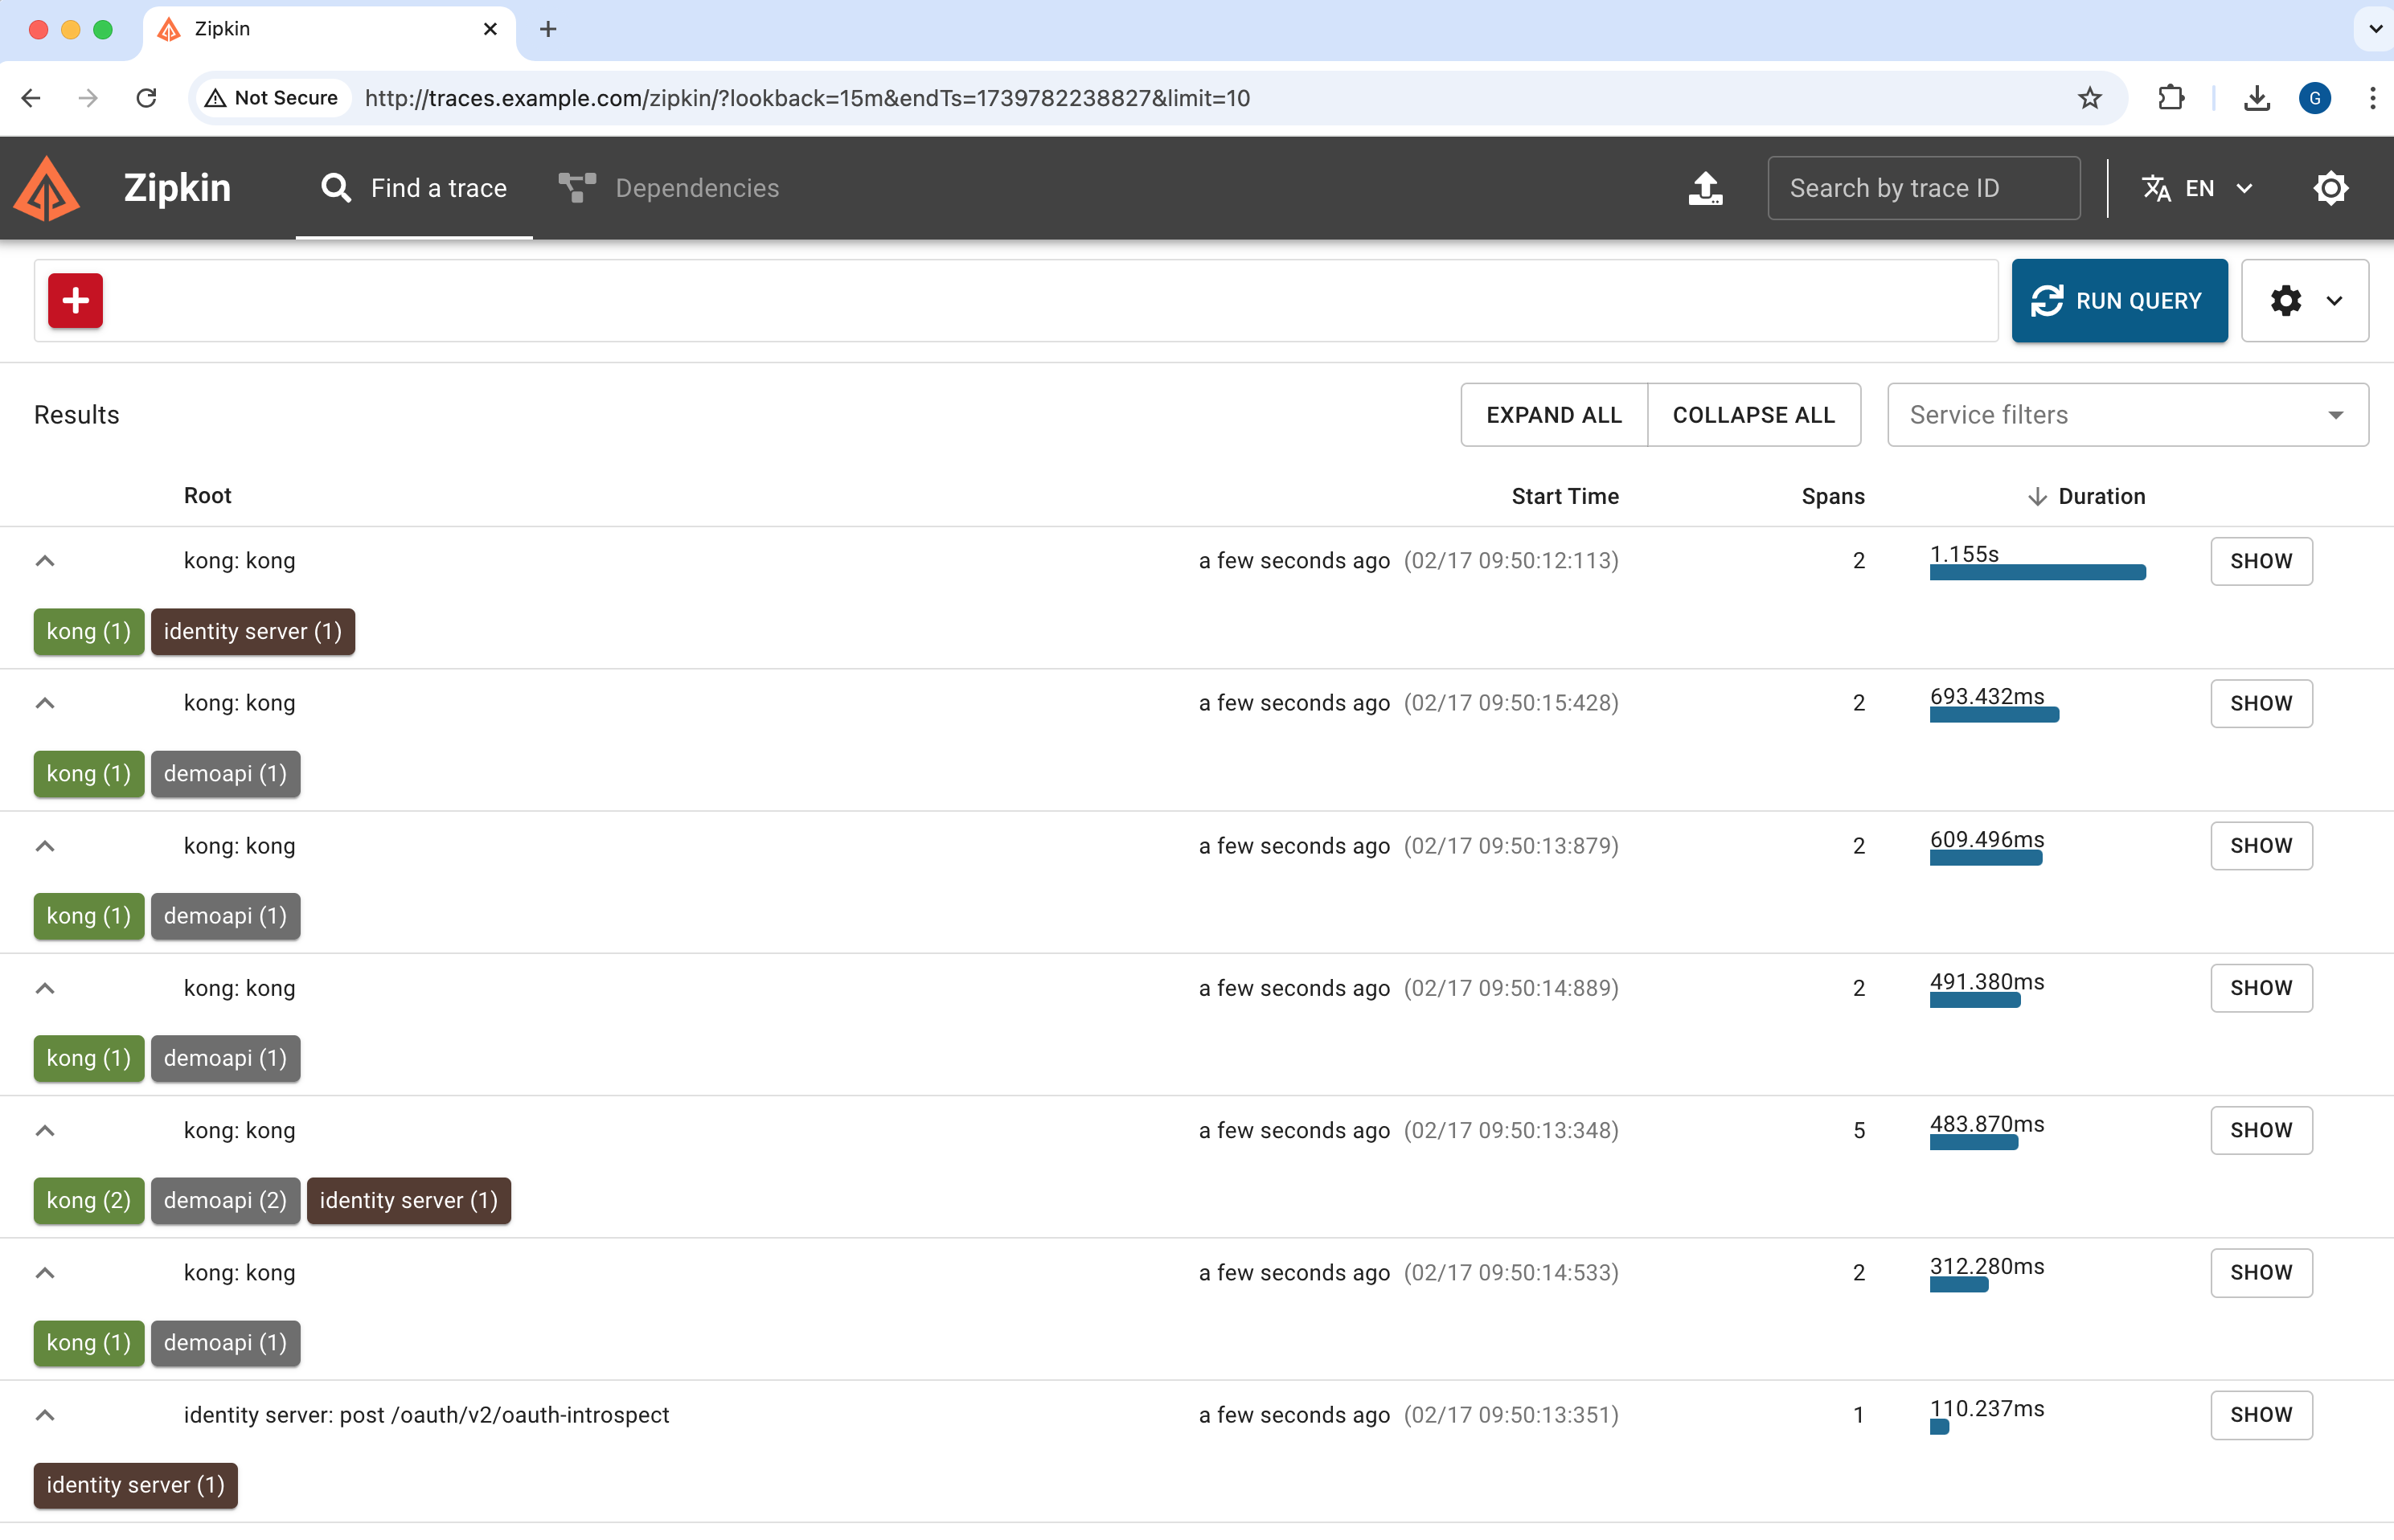 Zipkin
Not Secure http://traces.example.com/zipkin/?lookback=15m&endTs=1739782238827&limit=10 G
Zipkin Find a trace Dependencies Search by trace ID EN
RUN QUERY
Results EXPAND ALL COLLAPSE ALL Service filters
Root Start Time Spans Duration
kong: kong a few seconds ago (02/17 09:50:12:113) 2 1.155s SHOW
kong (1) identity server (1)
kong: kong a few seconds ago (02/17 09:50:15:428) 2 693.432ms SHOW
kong (1) demoapi (1)
kong: kong a few seconds ago (02/17 09:50:13:879) 2 609.496ms SHOW
kong (1) demoapi (1)
kong: kong a few seconds ago (02/17 09:50:14:889) 2 491.380ms SHOW
kong (1) demoapi (1)
kong: kong a few seconds ago (02/17 09:50:13:348) 5 483.870ms SHOW
kong (2) demoapi (2) identity server (1)
kong: kong a few seconds ago (02/17 09:50:14:533) 2 312.280ms SHOW
kong (1) demoapi (1)
identity server: post /oauth/v2/oauth-introspect a few seconds ago (02/17 09:50:13:351) 1 110.237ms SHOW
identity server (1)